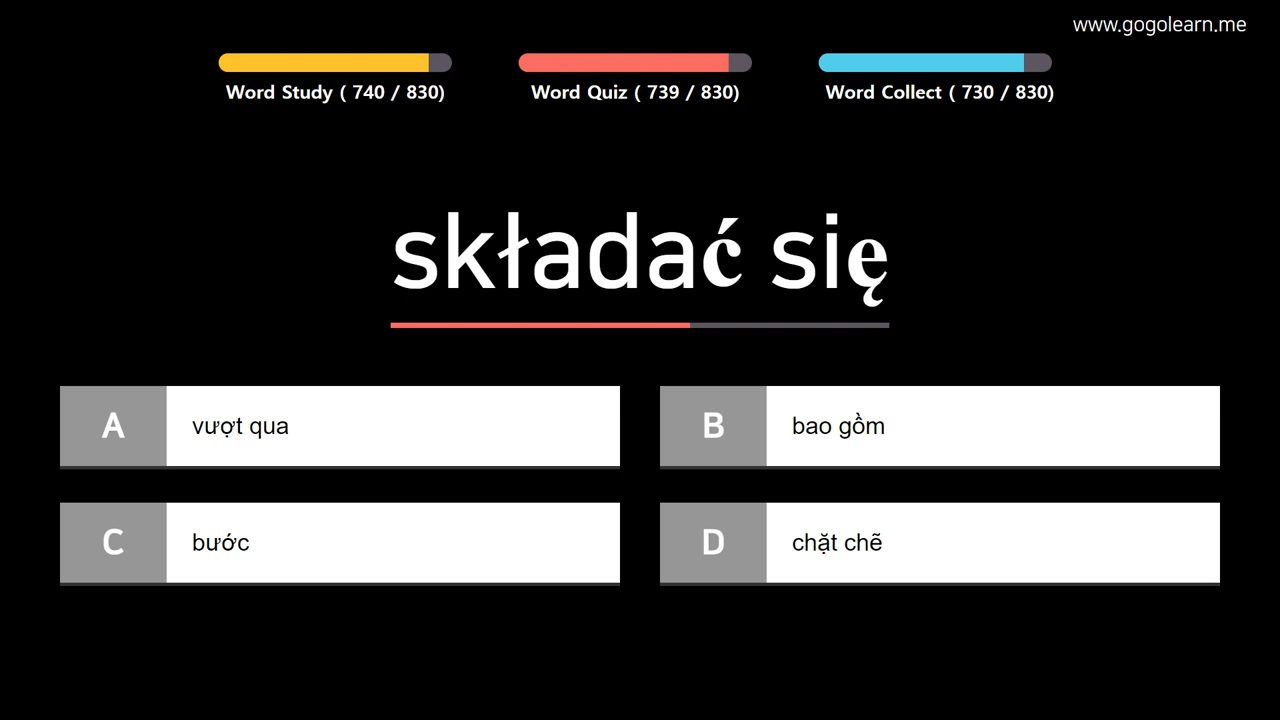 www.gogolearn.me
Word Study ( 740 / 830)
Word Quiz ( 739 / 830)
Word Collect ( 730 / 830)
składać się
A
vượt qua
B
bao gồm
C
bước
D
chặt chẽ